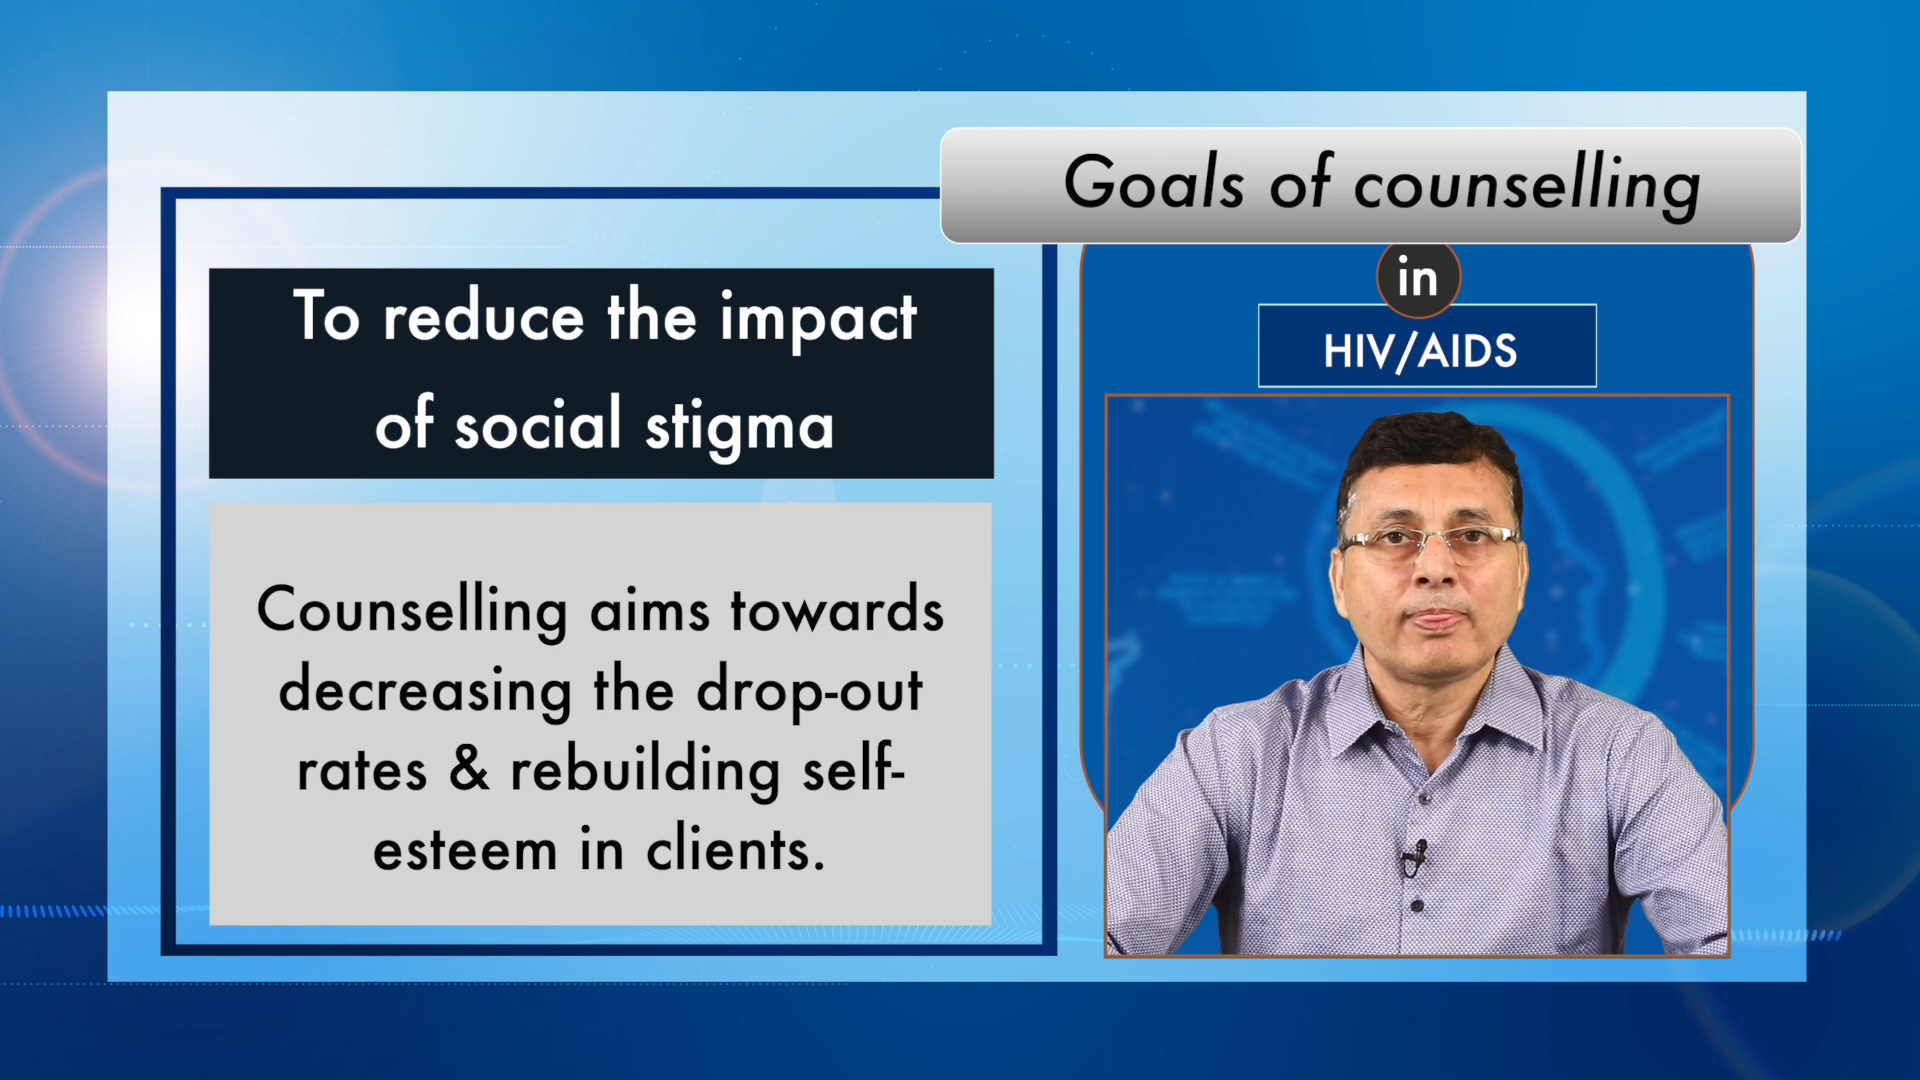 Goals of counselling
in
HIV/AIDS
To reduce the impact
of social stigma
Counselling aims towards
decreasing the drop-out
rates & rebuilding self-
esteem in clients.